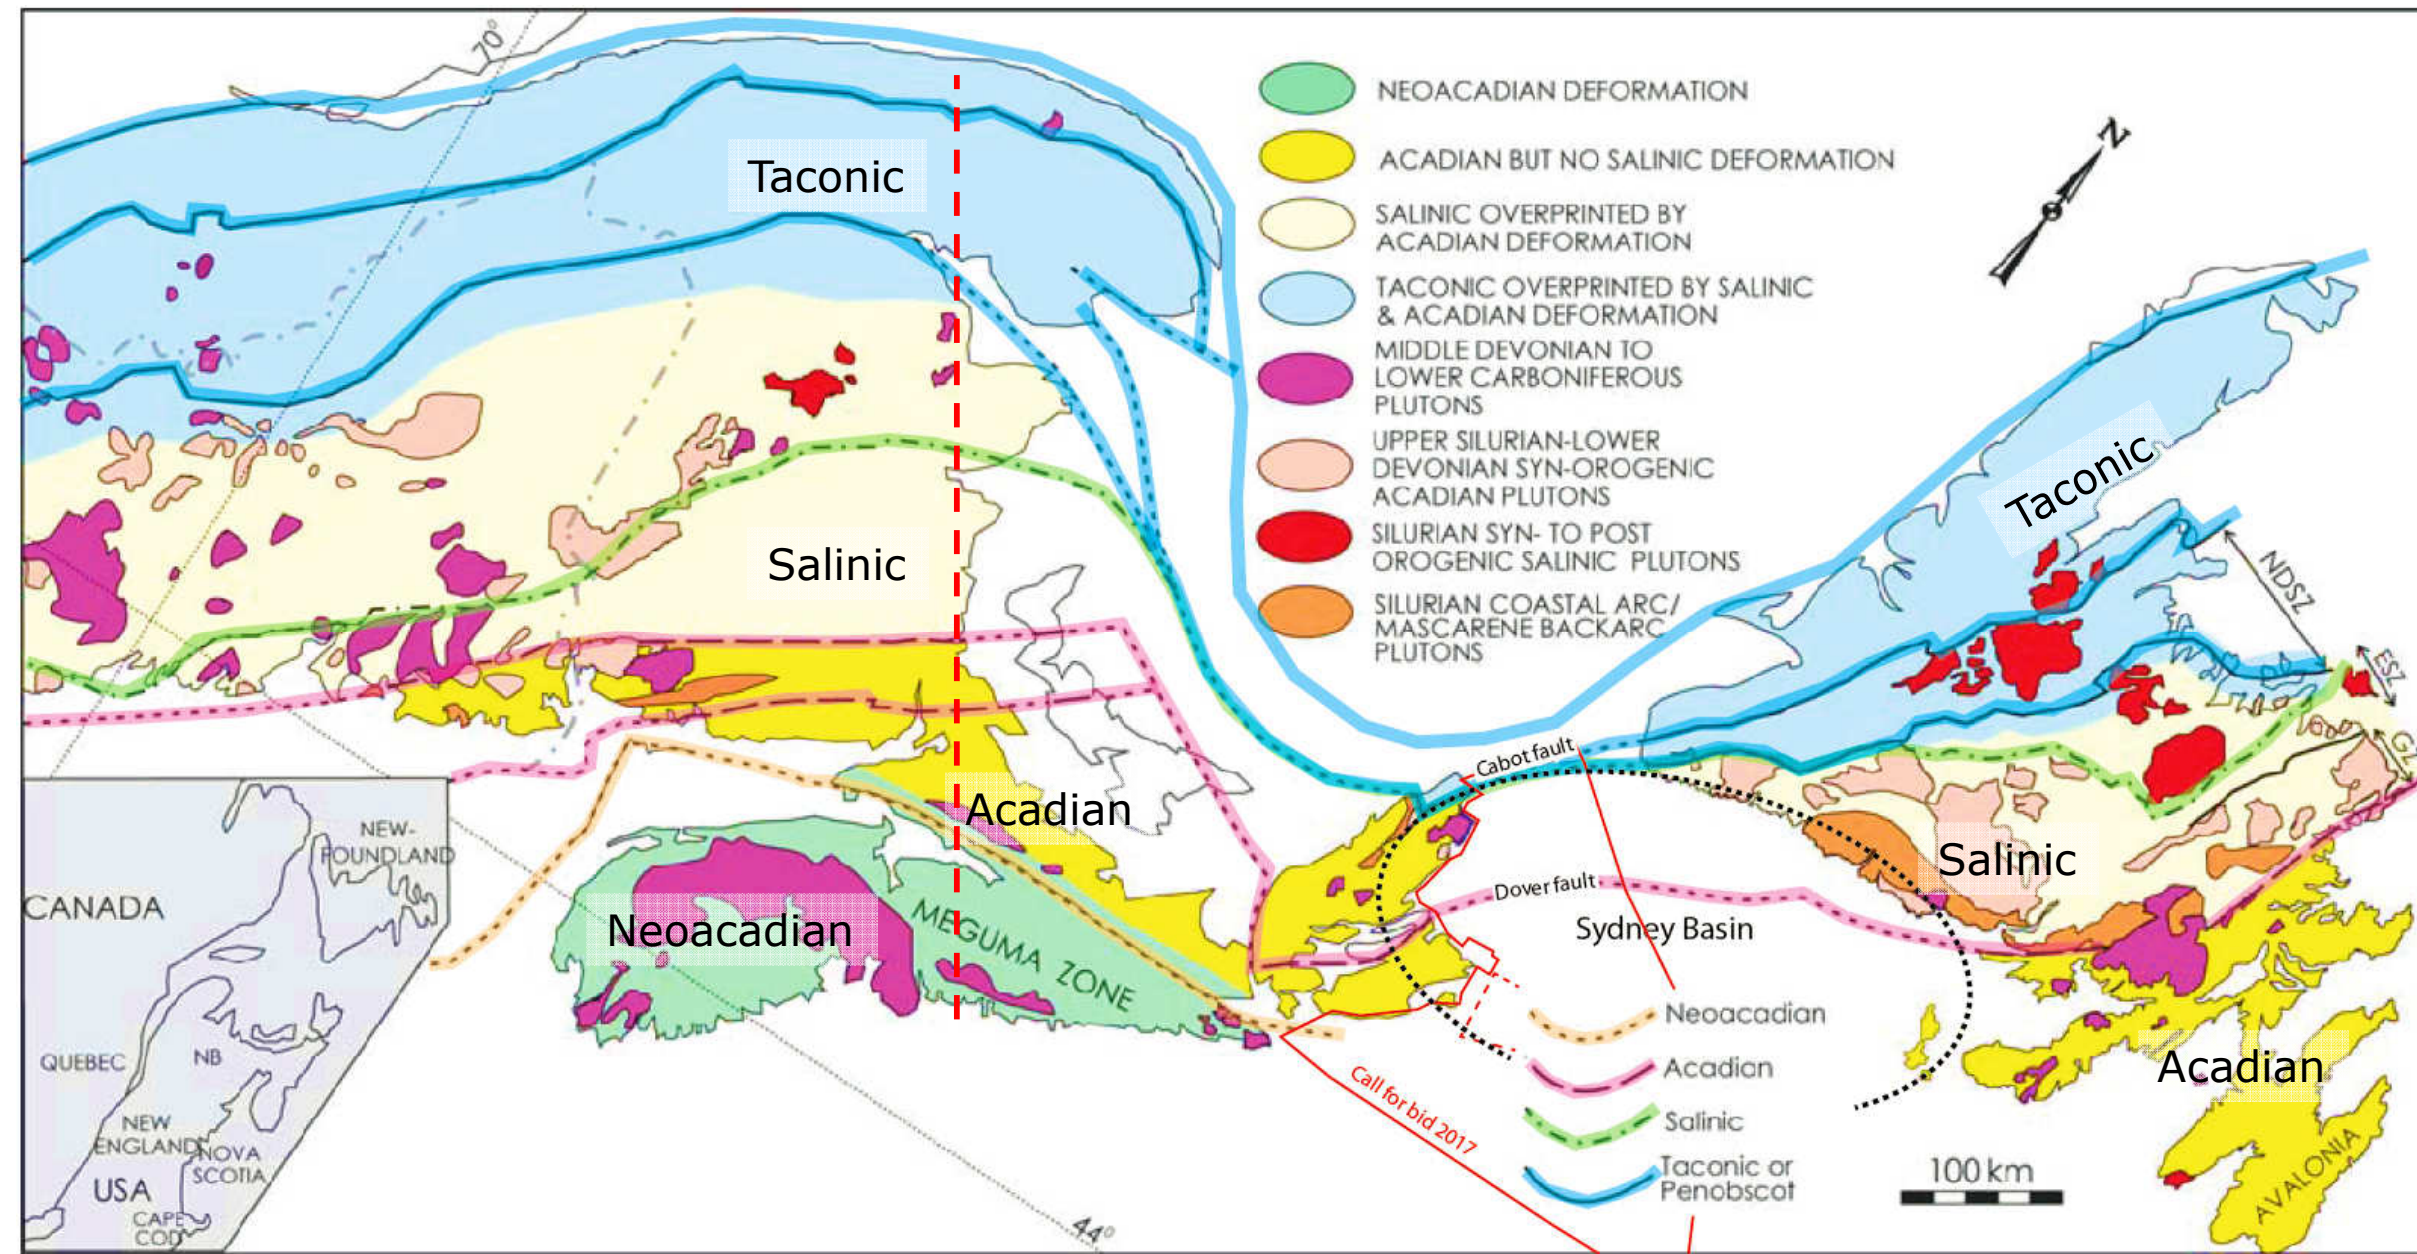 70°
NEOACADIAN DEFORMATION
ACADIAN BUT NO SALINIC DEFORMATION
SALINIC OVERPRINTED BY
ACADIAN DEFORMATION
TACONIC OVERPRINTED BY SALINIC
& ACADIAN DEFORMATION
MIDDLE DEVONIAN TO
LOWER CARBONIFEROUS
PLUTONS
UPPER SILURIAN-LOWER
DEVONIAN SYN-OROGENIC
ACADIAN PLUTONS
SILURIAN SYN- TO POST
OROGENIC SALINIC PLUTONS
SILURIAN COASTAL ARC/
MASCARENE BACKARC
PLUTONS
N
Taconic
Salinic
Acadian
Neoacadian
MEGUMA ZONE
Taconic
NDSZ
ESZ
GZ
Cabot fault
Dover fault
Salinic
Sydney Basin
Acadian
AVALONIA
Call for bid 2017
Neoacadian
Acadian
Salinic
Taconic or
Penobscot
100 km
44°
NEW-
FOUNDLAND
CANADA
QUEBEC
NB
NEW
ENGLAND
NOVA
SCOTIA
USA
CAPE
COD